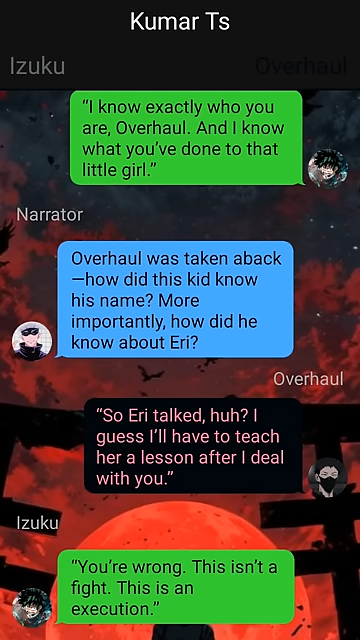 Kumar Ts
Izuku
Overhaul
“I know exactly who you
are, Overhaul. And I know
what you’ve done to that
little girl.”
Narrator
Overhaul was taken aback
—how did this kid know
his name? More
importantly, how did he
know about Eri?
Overhaul
“So Eri talked, huh? I
guess I’ll have to teach
her a lesson after I deal
with you.”
Izuku
“You’re wrong. This isn’t a
fight. This is an
execution.”